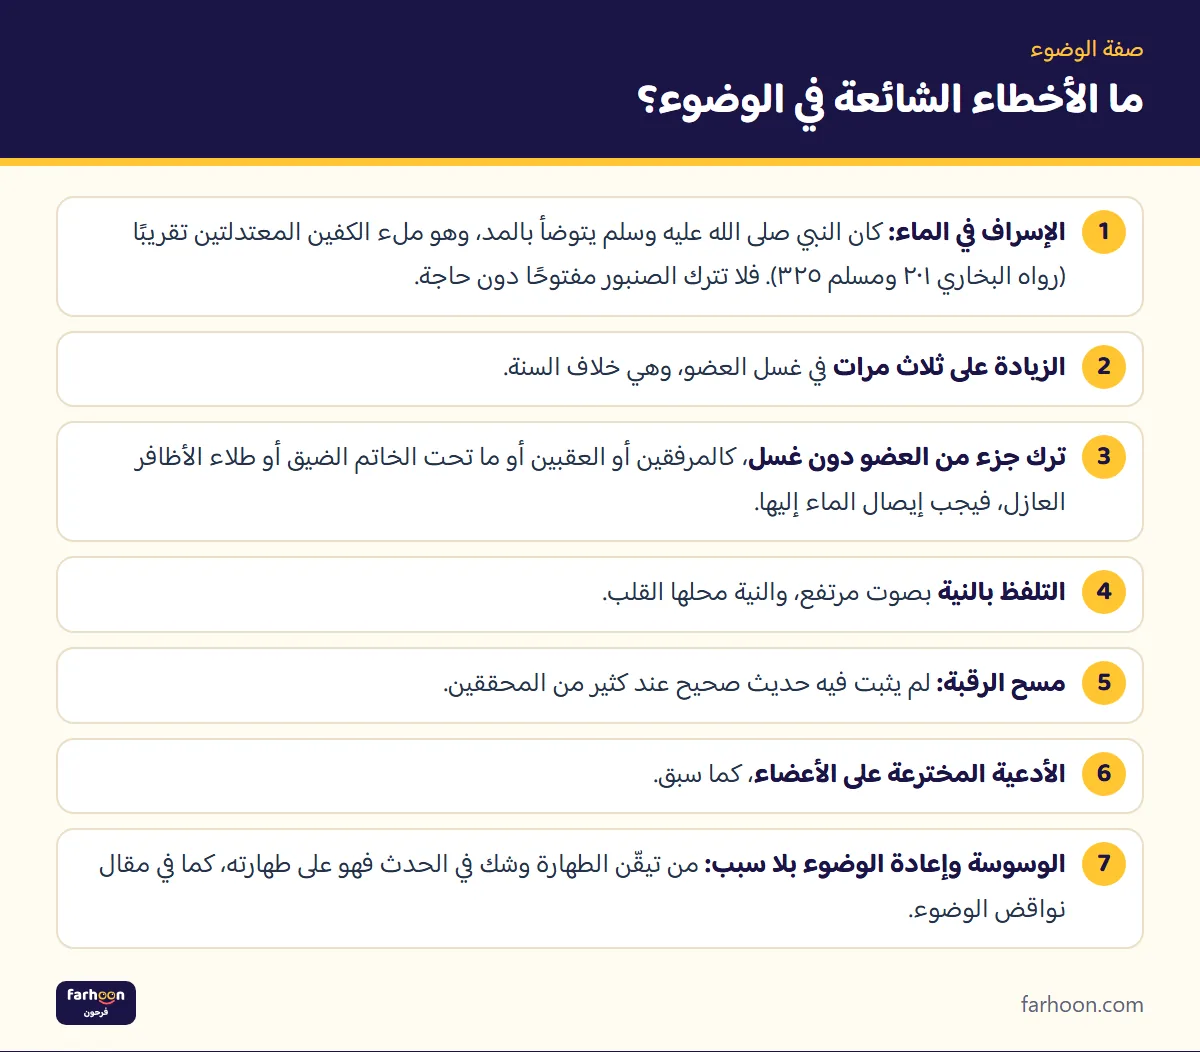 صفة الوضوء
ما الأخطاء الشائعة في الوضوء؟
1
الإسراف في الماء: كان النبي صلى الله عليه وسلم يتوضأ بالمد، وهو ملء الكفين المعتدلتين تقريبًا
(رواه البخاري ٢٠١ ومسلم ٣٢٥). فلا تترك الصنبور مفتوحًا دون حاجة.
2
الزيادة على ثلاث مرات في غسل العضو، وهي خلاف السنة.
3
ترك جزء من العضو دون غسل، كالمرفقين أو العقبين أو ما تحت الخاتم الضيق أو طلاء الأظافر
العازل، فيجب إيصال الماء إليها.
4
التلفظ بالنية بصوت مرتفع، والنية محلها القلب.
5
مسح الرقبة: لم يثبت فيه حديث صحيح عند كثير من المحققين.
6
الأدعية المخترعة على الأعضاء، كما سبق.
7
الوسوسة وإعادة الوضوء بلا سبب: من تيقّن الطهارة وشك في الحدث فهو على طهارته، كما في مقال
نواقض الوضوء.
farhoon.com
farhoon
فرحون